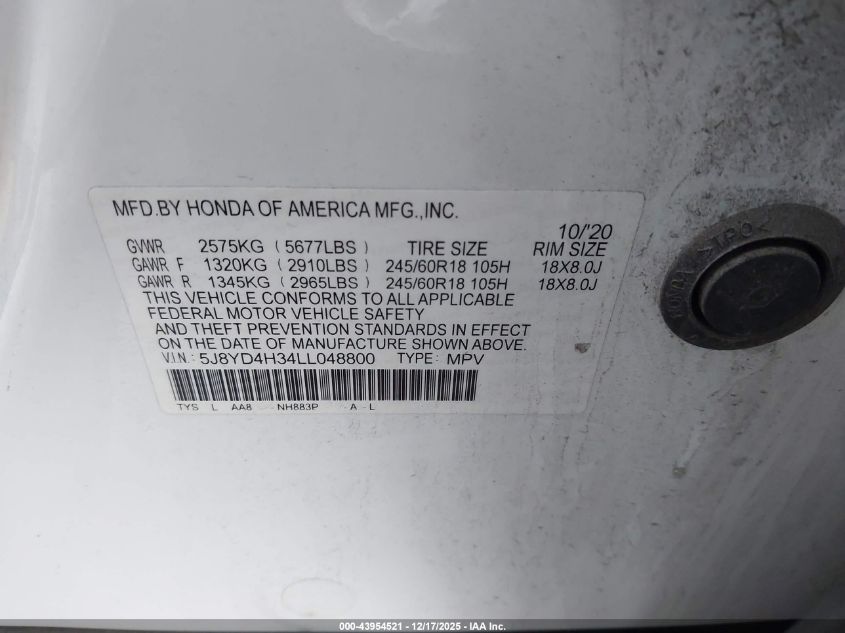 MFD.BY HONDA OF AMERICA MFG.,INC.
10/'20
GVWR 2575KG (5677LBS) TIRE SIZE RIM SIZE
GAWR F 1320KG (2910LBS) 245/60R18 105H 18X8.0J
GAWR R 1345KG (2965LBS) 245/60R18 105H 18X8.0J
THIS VEHICLE CONFORMS TO ALL APPLICABLE
FEDERAL MOTOR VEHICLE SAFETY
AND THEFT PREVENTION STANDARDS IN EFFECT
ON THE DATE OF MANUFACTURE SHOWN ABOVE.
V.I.N.: 5J8YD4H34LL048800 TYPE: MPV
TYS L AA8 NH883P A - L
HONDA >TPO<
000-43954521 - 12/17/2025 - IAA Inc.